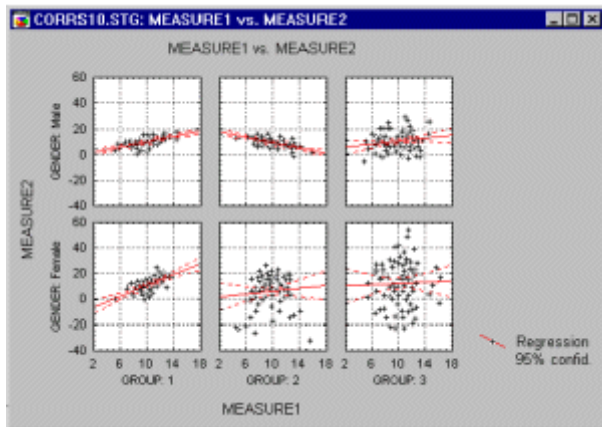 CORRS10.STG: MEASURE1 vs. MEASURE2
MEASURE1 vs. MEASURE2
MEASURE2
GENDER: Male
60
40
20
0
-20
-40
GENDER: Female
60
40
20
0
-20
-40
2 6 10 14 18
GROUP: 1
2 6 10 14 18
GROUP: 2
2 6 10 14 18
GROUP: 3
MEASURE1
Regression
95% confid.